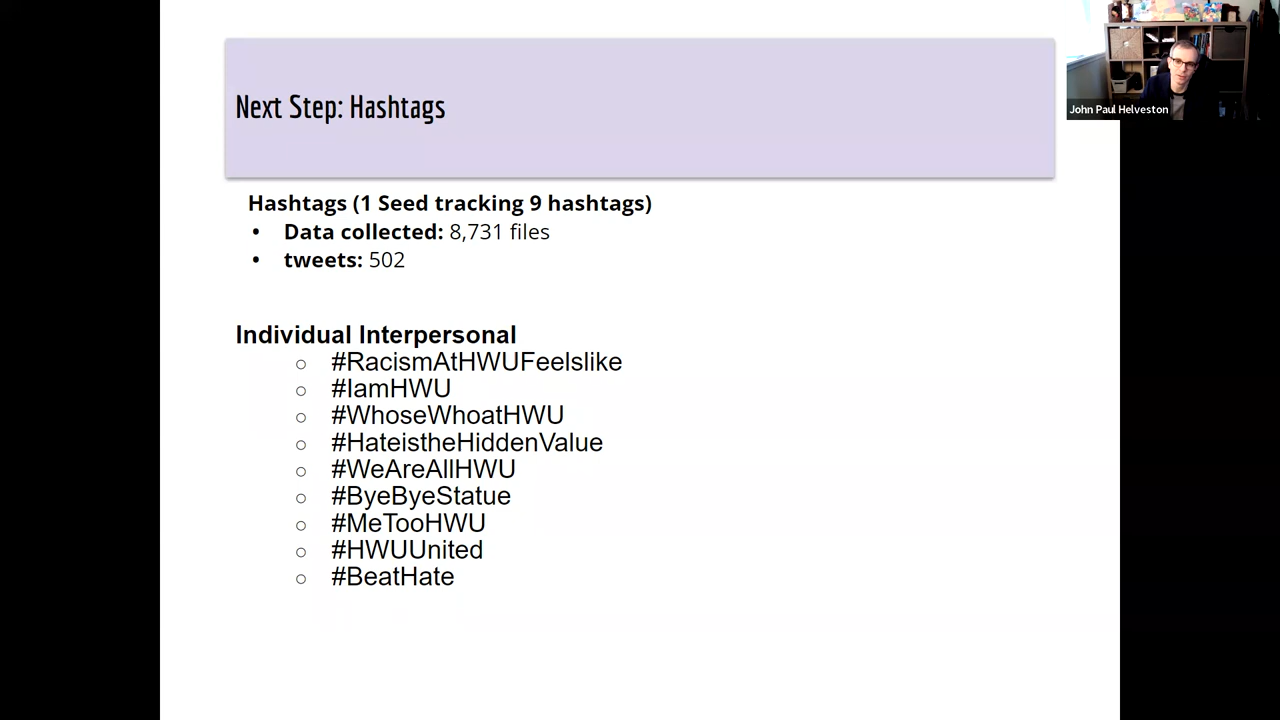 Next Step: Hashtags
John Paul Helveston
Hashtags (1 Seed tracking 9 hashtags)
• Data collected: 8,731 files
• tweets: 502
Individual Interpersonal
○ #RacismAtHWUFeelslike
○ #IamHWU
○ #WhoseWhoatHWU
○ #HateistheHiddenValue
○ #WeAreAllHWU
○ #ByeByeStatue
○ #MeTooHWU
○ #HWUUnited
○ #BeatHate